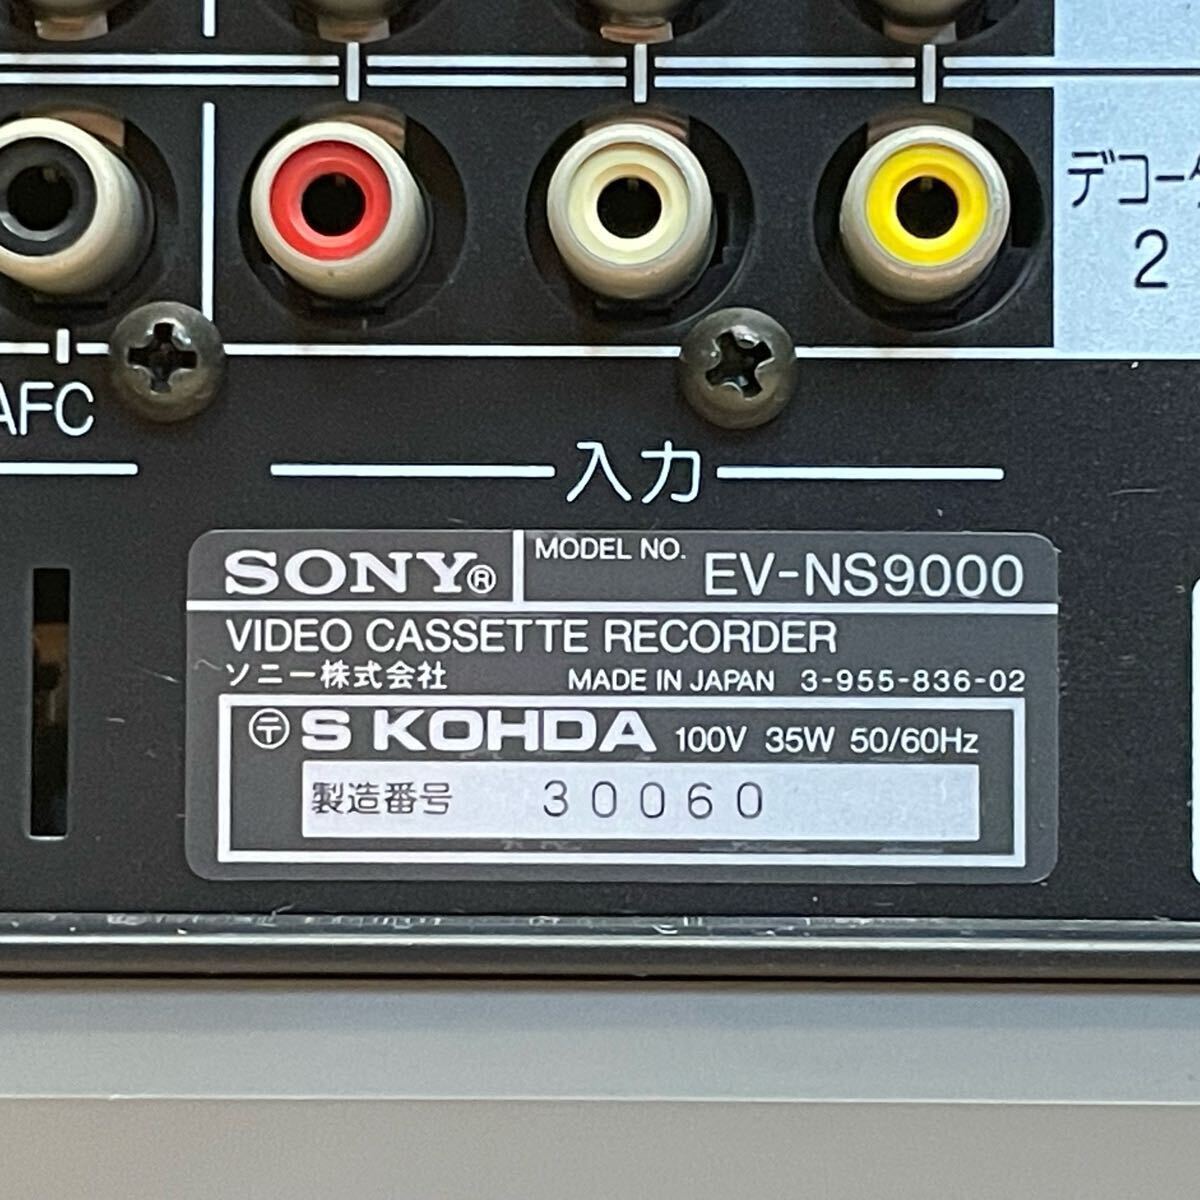 デコータ
2
AFC
入力
SONY® MODEL NO. EV-NS9000
VIDEO CASSETTE RECORDER
ソニー株式会社 MADE IN JAPAN 3-955-836-02
〶 S KOHDA 100V 35W 50/60Hz
製造番号 30060